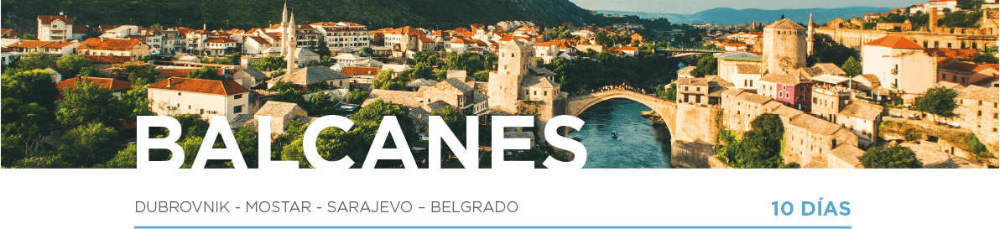 BALCANES
DUBROVNIK - MOSTAR - SARAJEVO – BELGRADO
10 DÍAS